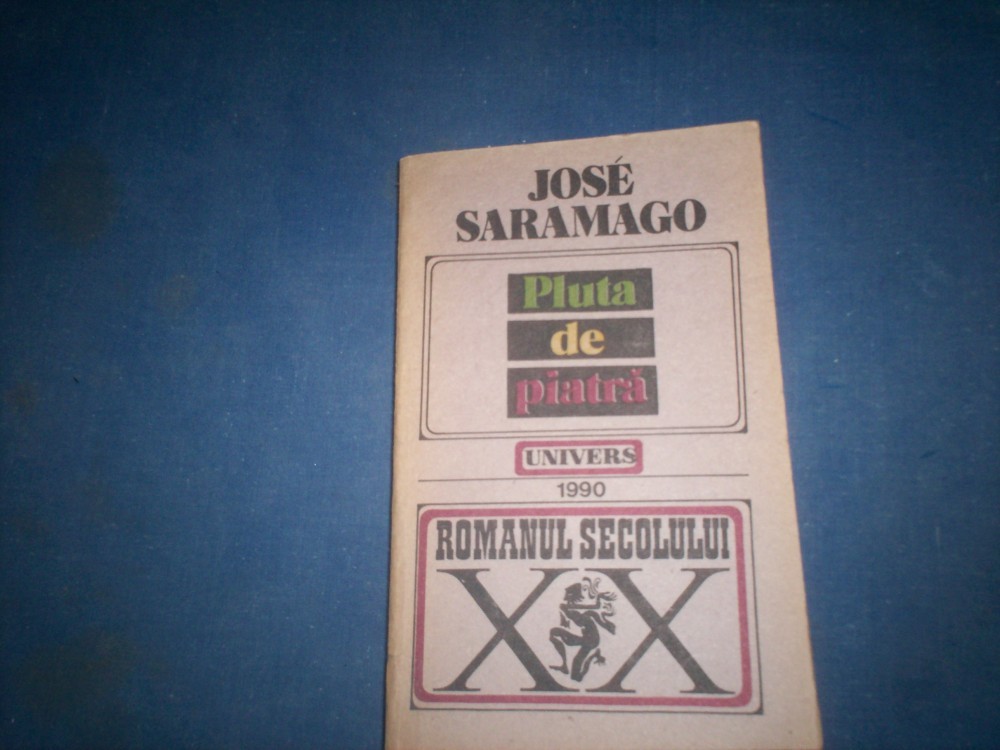 JOSÉ
SARAMAGO
Pluta
de
piatră
UNIVERS
1990
ROMANUL SECOLULUI
XX